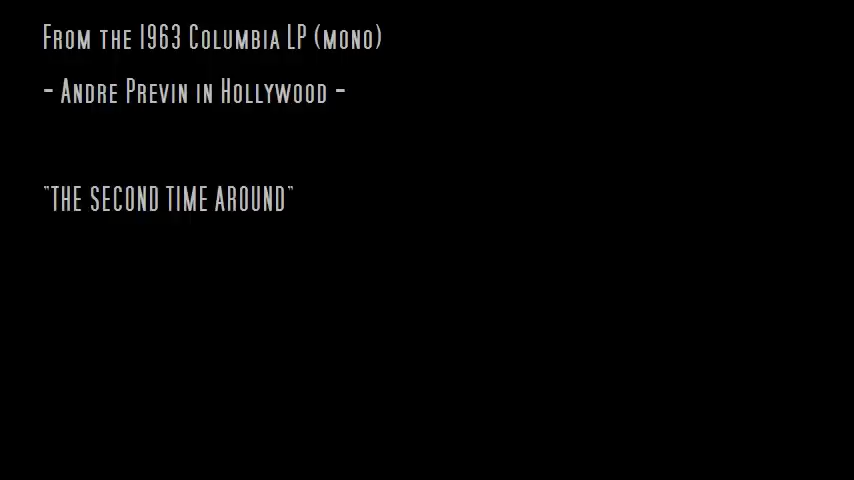 From the 1963 Columbia LP (mono)
- Andre Previn in Hollywood -
"THE SECOND TIME AROUND"